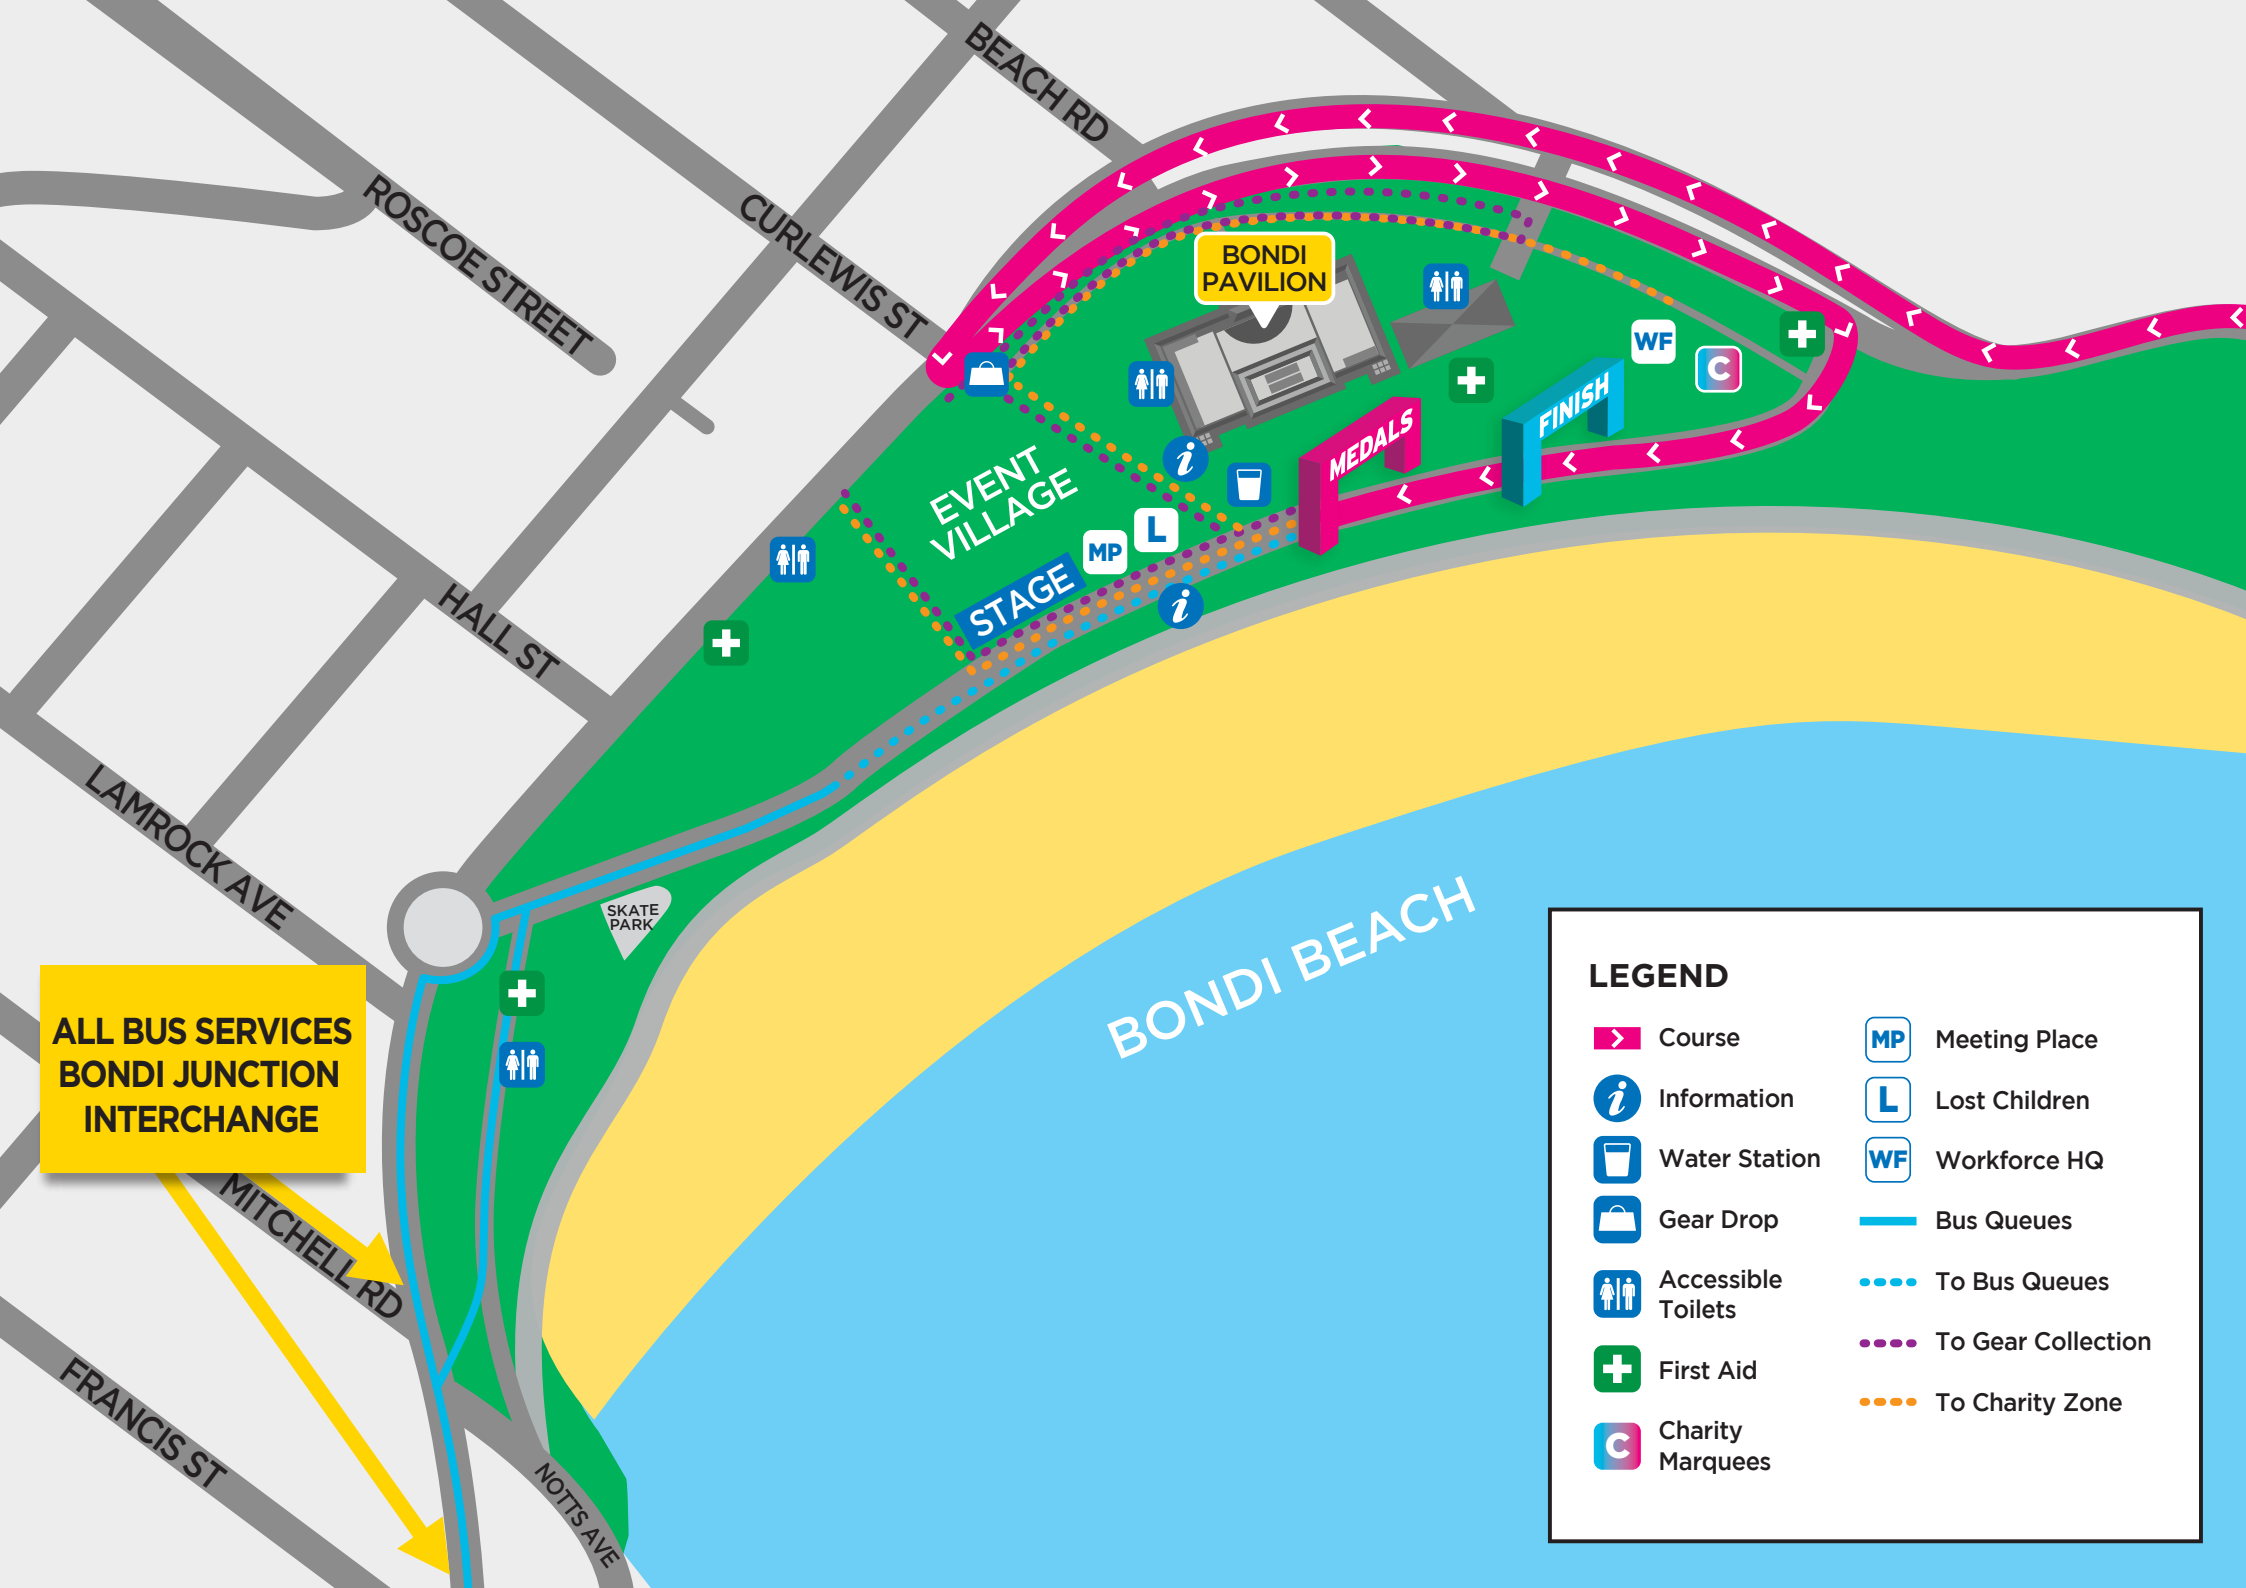 BEACH RD
ROSCOE STREET
CURLEWIS ST
BONDI
PAVILION
WF
C
FINISH
MEDALS
i
EVENT
VILLAGE
L
MP
STAGE
i
HALL ST
LAMROCK AVE
SKATE
PARK
BONDI BEACH
ALL BUS SERVICES
BONDI JUNCTION
INTERCHANGE
MITCHELL RD
FRANCIS ST
NOTTS AVE
LEGEND
Course
i Information
Water Station
Gear Drop
Accessible
Toilets
First Aid
C Charity
Marquees
MP Meeting Place
L Lost Children
WF Workforce HQ
Bus Queues
To Bus Queues
To Gear Collection
To Charity Zone